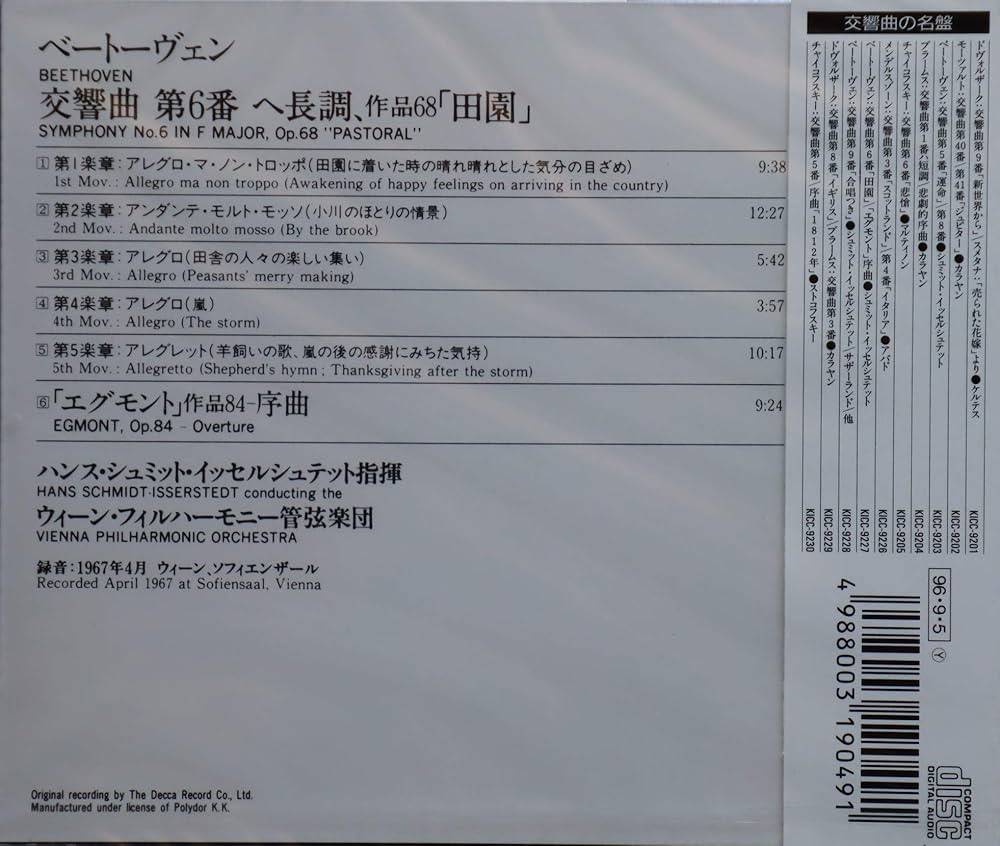 ベートーヴェン
BEETHOVEN
交響曲 第6番 ヘ長調、作品68「田園」
SYMPHONY No.6 IN F MAJOR, Op.68 "PASTORAL"
1 第1楽章:アレグロ・マ・ノン・トロッポ(田園に着いた時の晴れ晴れとした気分の目ざめ) 9:38
1st Mov.: Allegro ma non troppo (Awakening of happy feelings on arriving in the country)
2 第2楽章:アンダンテ・モルト・モッソ(小川のほとりの情景) 12:27
2nd Mov.: Andante molto mosso (By the brook)
3 第3楽章:アレグロ(田舎の人々の楽しい集い) 5:42
3rd Mov.: Allegro (Peasants' merry making)
4 第4楽章:アレグロ(嵐) 3:57
4th Mov.: Allegro (The storm)
5 第5楽章:アレグレット(羊飼いの歌、嵐の後の感謝にみちた気持) 10:17
5th Mov.: Allegretto (Shepherd's hymn ; Thanksgiving after the storm)
6 「エグモント」作品84-序曲 9:24
EGMONT, Op.84 - Overture
ハンス・シュミット・イッセルシュテット指揮
HANS SCHMIDT-ISSERSTEDT conducting the
ウィーン・フィルハーモニー管弦楽団
VIENNA PHILHARMONIC ORCHESTRA
録音:1967年4月 ウィーン、ソフィエンザール
Recorded April 1967 at Sofiensaal, Vienna
Original recording by The Decca Record Co., Ltd.
Manufactured under license of Polydor K.K.
交響曲の名盤
ドヴォルザーク:交響曲第9番「新世界から」/スメタナ:「売られた花嫁」より●ケルテス KICC-9201
モーツァルト:交響曲第40番/第41番「ジュピター」●カラヤン KICC-9202
ベートーヴェン:交響曲第5番「運命」/第8番●シュミット・イッセルシュテット KICC-9203
ブラームス:交響曲第1番ハ短調/悲劇的序曲●カラヤン KICC-9204
チャイコフスキー:交響曲第6番「悲愴」●マルティノン KICC-9205
メンデルスゾーン:交響曲第3番「スコットランド」/第4番「イタリア」●アバド KICC-9226
ベートーヴェン:交響曲第6番「田園」/「エグモント」序曲●シュミット・イッセルシュテット KICC-9227
ベートーヴェン:交響曲第9番「合唱つき」●シュミット・イッセルシュテット/サザーランド/他 KICC-9228
ドヴォルザーク:交響曲第8番「イギリス」/ブラームス:交響曲第3番●カラヤン KICC-9229
チャイコフスキー:交響曲第5番/序曲「1812年」●ストコフスキー KICC-9230
96・9・5 Y
4 988003 190491
COMPACT
disc
DIGITAL AUDIO